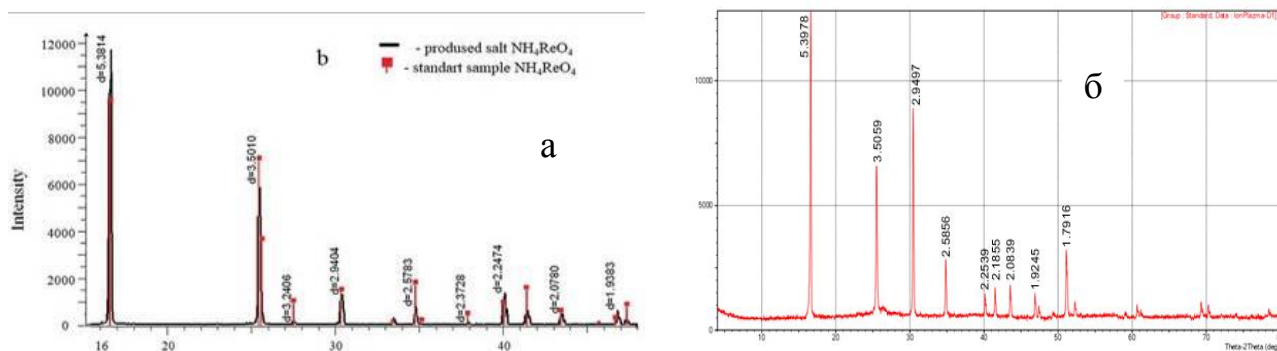 b
- prodused salt NH₄ReO₄
- standart sample NH₄ReO₄
а
Intensity
12000
10000
8000
6000
4000
2000
0
d=5.3814
d=3.5010
d=3.2406
d=2.9404
d=2.5783
d=2.3728
d=2.2474
d=2.0780
d=1.9383
16
20
30
40
[Group : Standard, Data : IonPlasma-DT]
б
10000
5000
0
5.3978
3.5059
2.9497
2.5856
2.2539
2.1855
2.0839
1.9245
1.7916
10
20
30
40
50
60
70
Theta-2Theta (deg